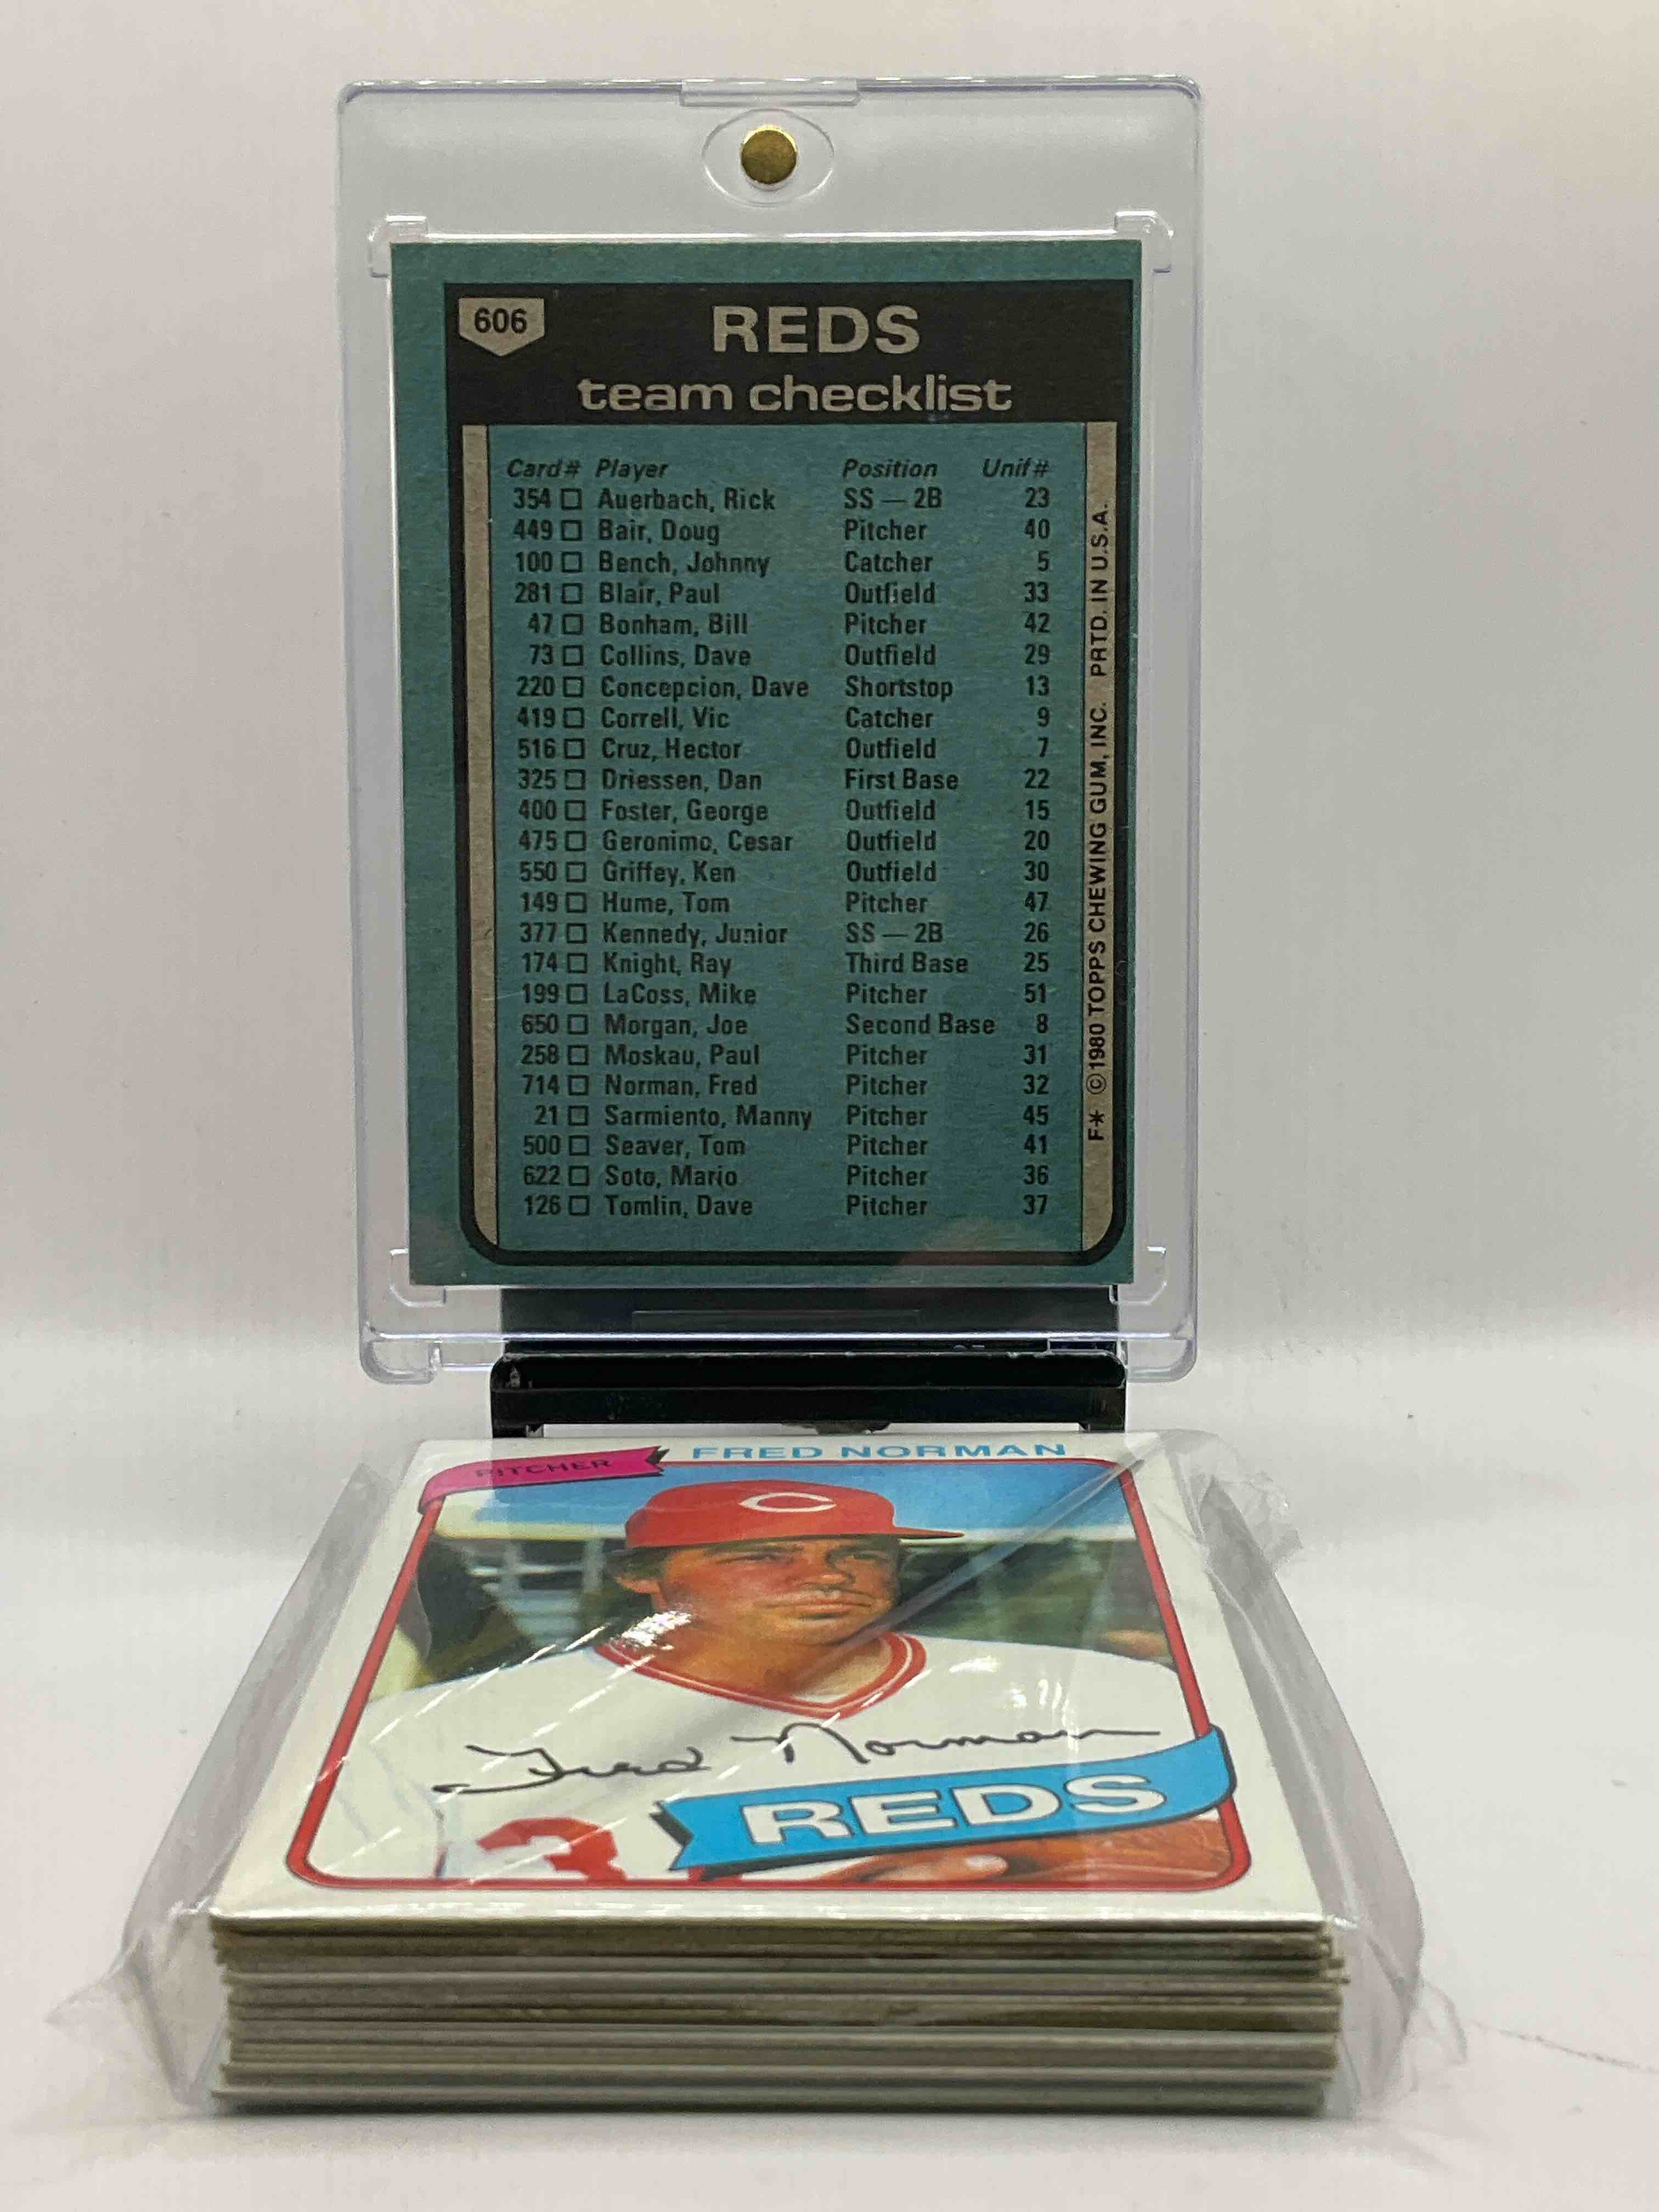 606
REDS
team checklist
Card# Player Position Unif#
354 □ Auerbach, Rick SS — 2B 23
449 □ Bair, Doug Pitcher 40
100 □ Bench, Johnny Catcher 5
281 □ Blair, Paul Outfield 33
47 □ Bonham, Bill Pitcher 42
73 □ Collins, Dave Outfield 29
220 □ Concepcion, Dave Shortstop 13
419 □ Correll, Vic Catcher 9
516 □ Cruz, Hector Outfield 7
325 □ Driessen, Dan First Base 22
400 □ Foster, George Outfield 15
475 □ Geronimo, Cesar Outfield 20
550 □ Griffey, Ken Outfield 30
149 □ Hume, Tom Pitcher 47
377 □ Kennedy, Junior SS — 2B 26
174 □ Knight, Ray Third Base 25
199 □ LaCoss, Mike Pitcher 51
650 □ Morgan, Joe Second Base 8
258 □ Moskau, Paul Pitcher 31
714 □ Norman, Fred Pitcher 32
21 □ Sarmiento, Manny Pitcher 45
500 □ Seaver, Tom Pitcher 41
622 □ Soto, Mario Pitcher 36
126 □ Tomlin, Dave Pitcher 37
F* ©1980 TOPPS CHEWING GUM, INC. PRTD. IN U.S.A.
PITCHER
FRED NORMAN
C
Fred Norman
REDS
3